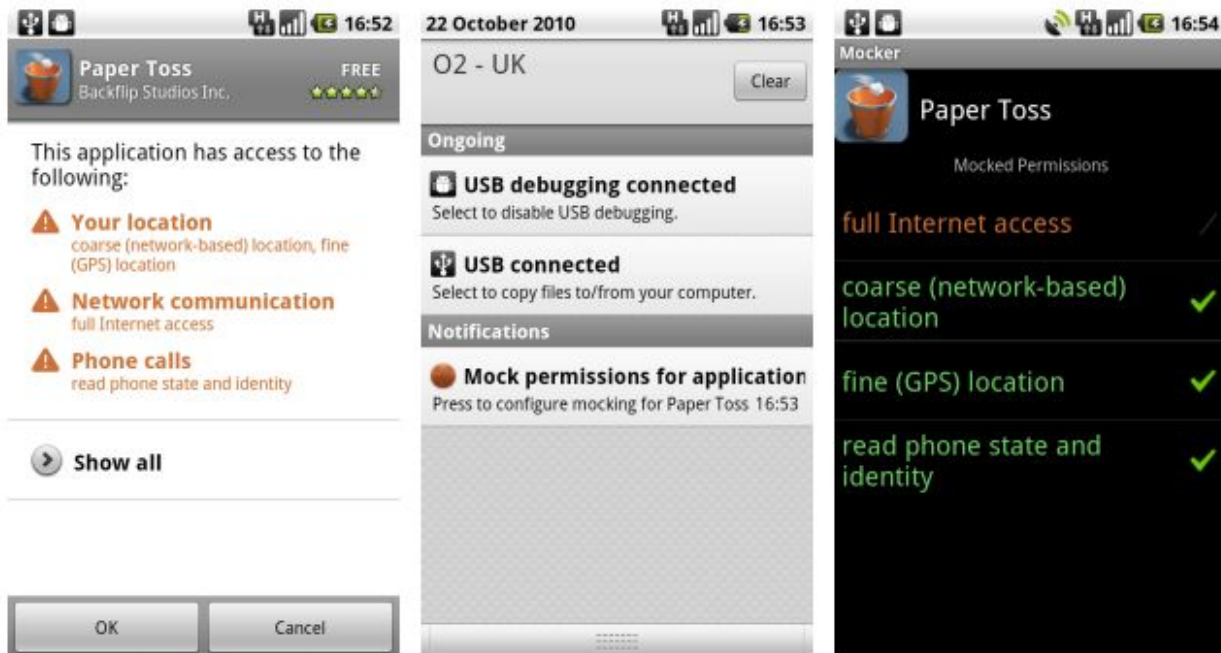 16:52
Paper Toss
FREE
Backflip Studios Inc.
This application has access to the
following:
Your location
coarse (network-based) location, fine
(GPS) location
Network communication
full Internet access
Phone calls
read phone state and identity
Show all
OK
Cancel
22 October 2010
16:53
O2 - UK
Clear
Ongoing
USB debugging connected
Select to disable USB debugging.
USB connected
Select to copy files to/from your computer.
Notifications
Mock permissions for application
Press to configure mocking for Paper Toss 16:53
16:54
Mocker
Paper Toss
Mocked Permissions
full Internet access
coarse (network-based)
location
fine (GPS) location
read phone state and
identity